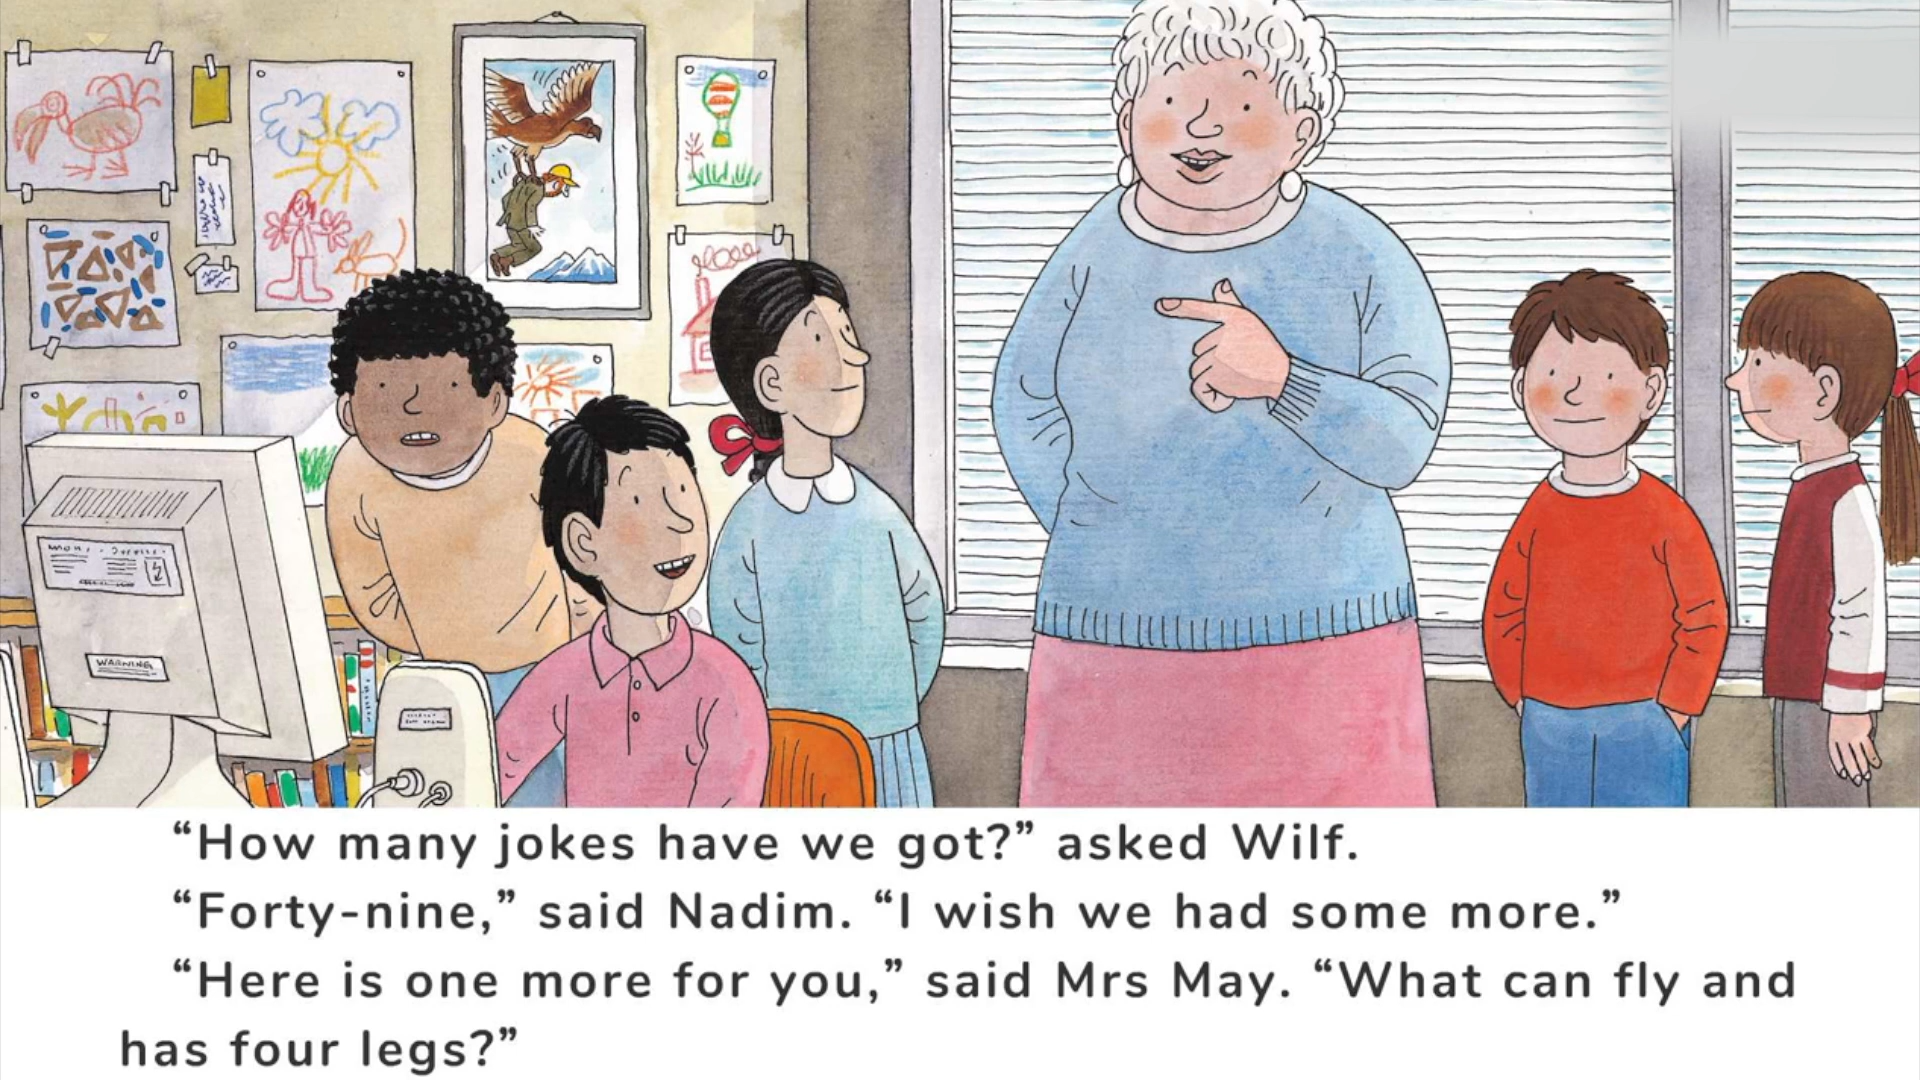 WARNING
“How many jokes have we got?” asked Wilf.
“Forty-nine,” said Nadim. “I wish we had some more.”
“Here is one more for you,” said Mrs May. “What can fly and
has four legs?”